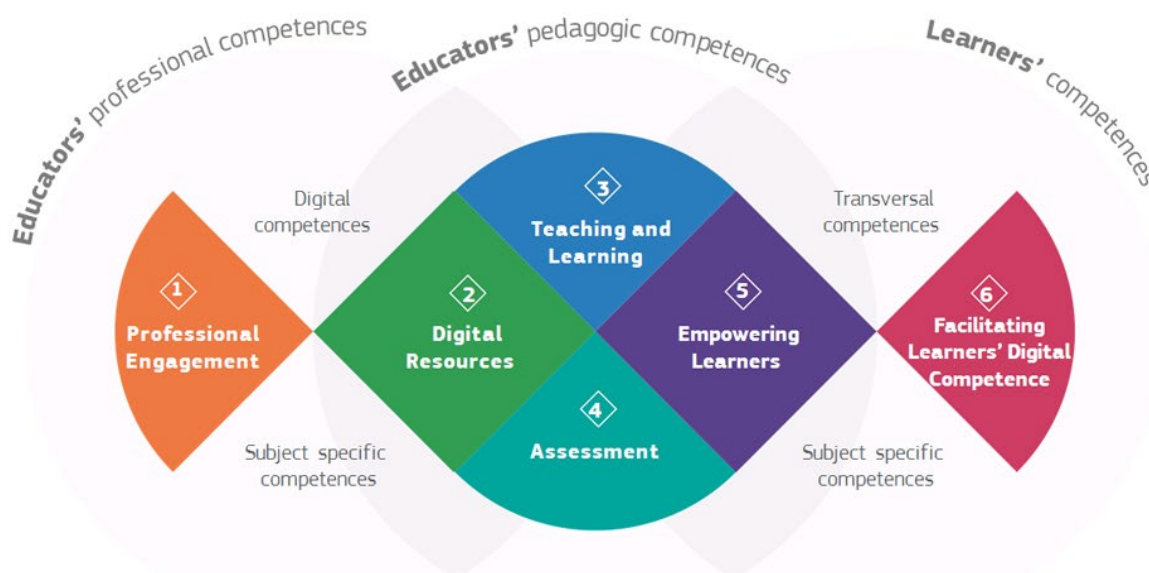 Educators' professional competences
Educators' pedagogic competences
Learners' competences
Digital
competences
Transversal
competences
1
Professional
Engagement
2
Digital
Resources
3
Teaching and
Learning
4
Assessment
5
Empowering
Learners
6
Facilitating
Learners' Digital
Competence
Subject specific
competences
Subject specific
competences